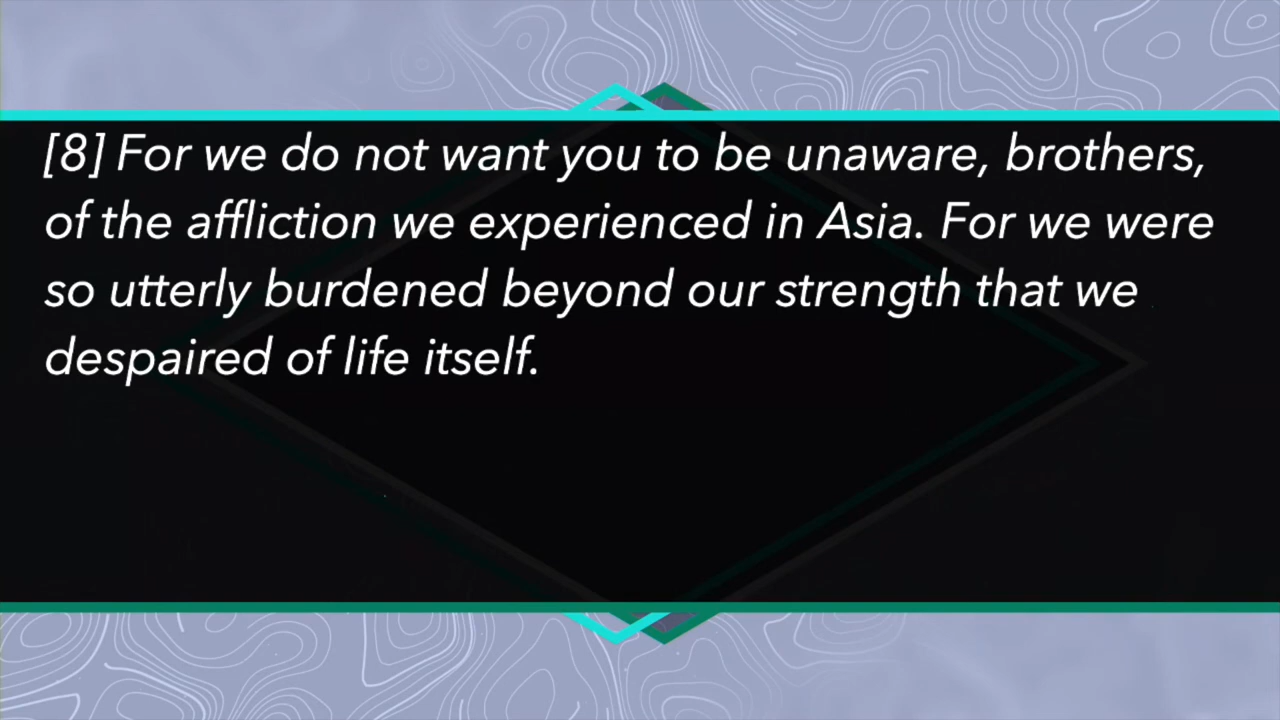 [8] For we do not want you to be unaware, brothers,
of the affliction we experienced in Asia. For we were
so utterly burdened beyond our strength that we
despaired of life itself.